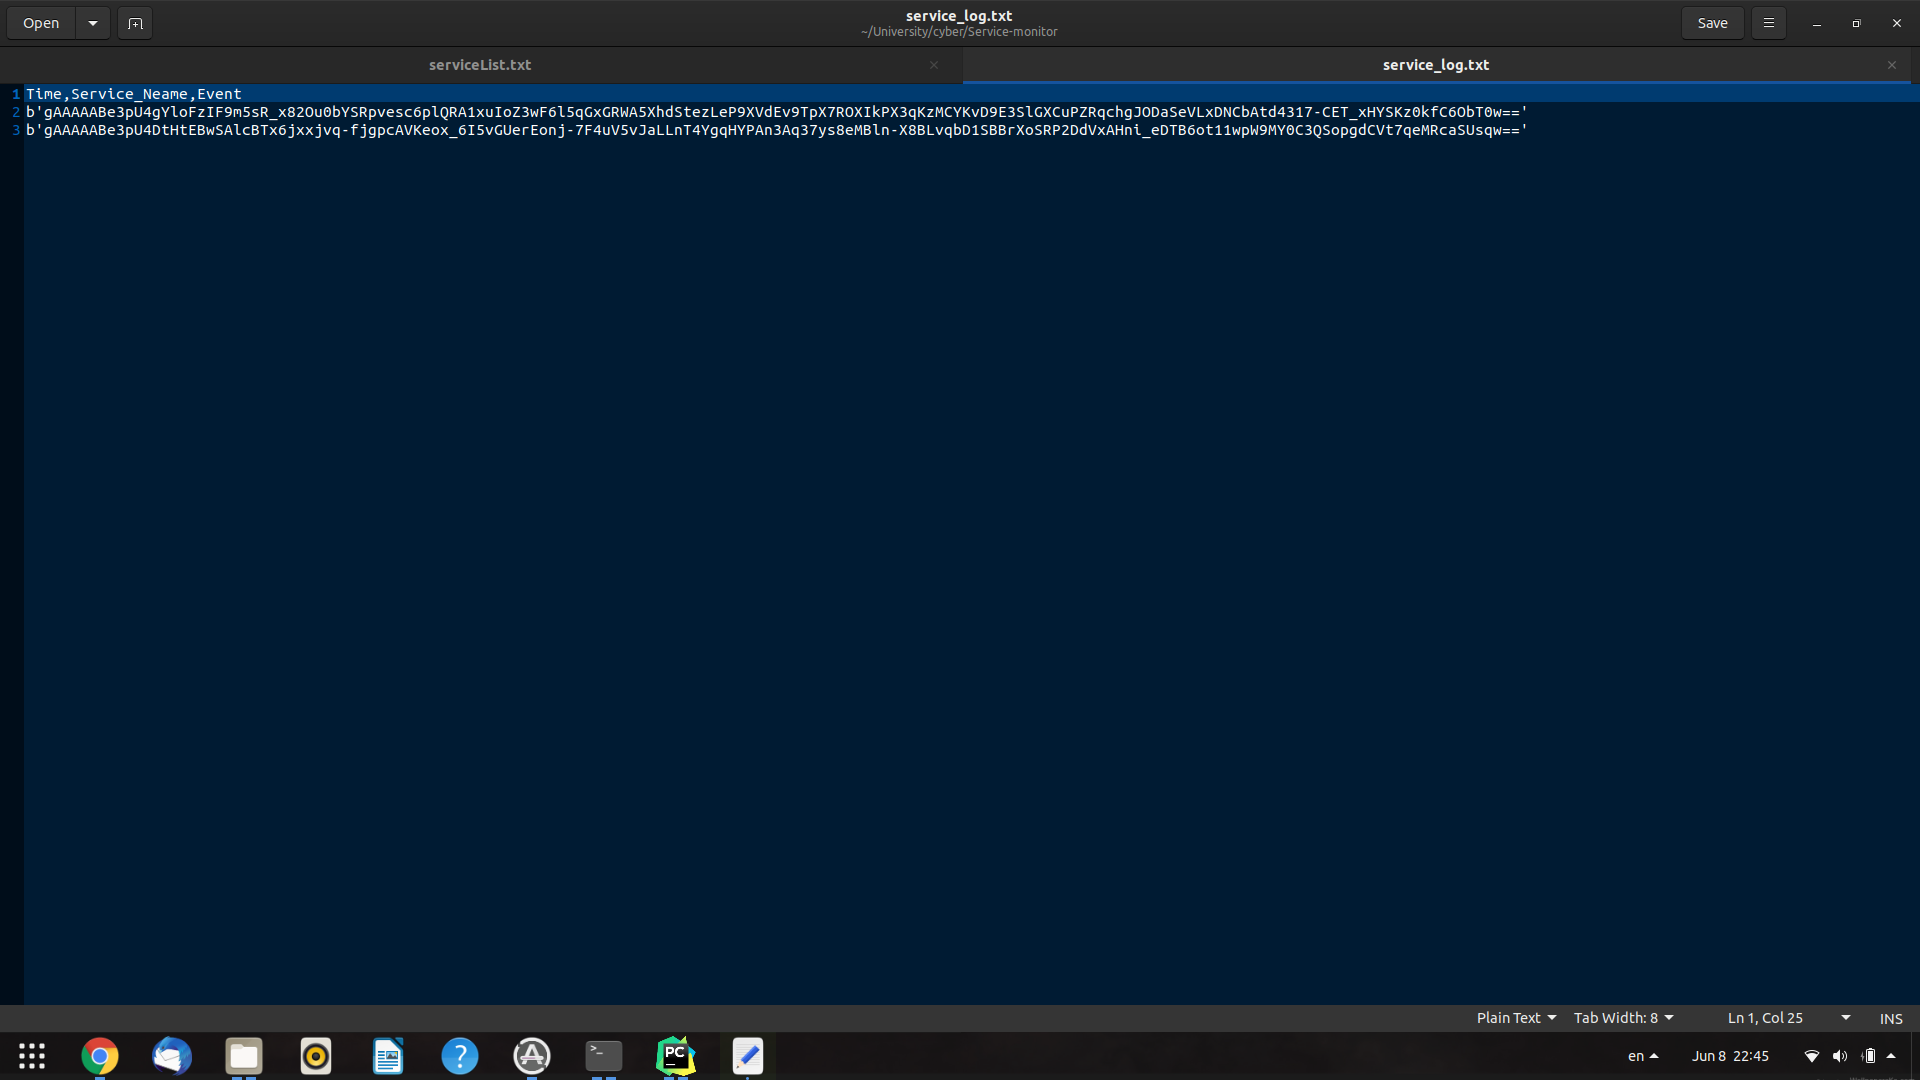 Open
service_log.txt
~/University/cyber/Service-monitor
Save
serviceList.txt
service_log.txt
1 Time,Service_Neame,Event
2 b'gAAAAABe3pU4gYloFzIF9m5sR_x82Ou0bYSRpvesc6plQRA1xuIoZ3wF6l5qGxGRWA5XhdStezLeP9XVdEv9TpX7ROXIkPX3qKzMCYKvD9E3SlGXCuPZRqchgJODaSeVLxDNCbAtd4317-CET_xHYSKz0kfC6ObT0w=='
3 b'gAAAAABe3pU4DtHtEBwSAlcBTx6jxxjvq-fjgpcAVKeox_6I5vGUerEonj-7F4uV5vJaLLnT4YgqHYPAn3Aq37ys8eMBln-X8BLvqbD1SBBrXoSRP2DdVxAHni_eDTB6ot11wpW9MY0C3QSopgdCVt7qeMRcaSUsqw=='
Plain Text
Tab Width: 8
Ln 1, Col 25
INS
PC
en
Jun 8 22:45